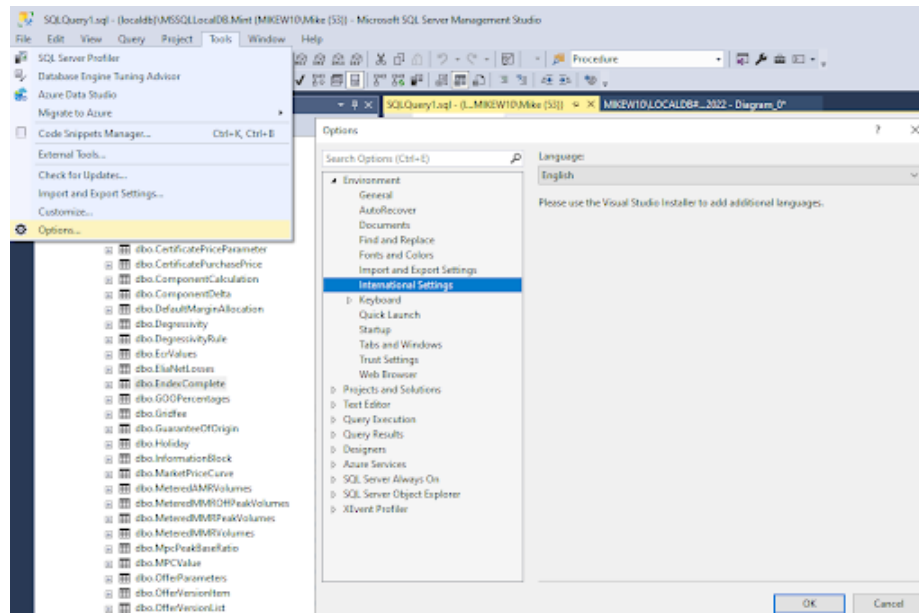 SQLQuery1.sql - (localdb)\MSSQLLocalDB.Mint (MIKEW10\Mike (53)) - Microsoft SQL Server Management Studio
File Edit View Query Project Tools Window Help
SQL Server Profiler
Database Engine Tuning Advisor
Azure Data Studio
Migrate to Azure
Code Snippets Manager... Ctrl+K, Ctrl+B
External Tools...
Check for Updates...
Import and Export Settings...
Customize...
Options...
Procedure
SQLQuery1.sql - (L...MIKEW10\Mike (53)) MIKEW10\LOCALDB#..._2022 - Diagram_0*
dbo.CertificatePriceParameter
dbo.CertificatePurchasePrice
dbo.ComponentCalculation
dbo.ComponentDelta
dbo.DefaultMarginAllocation
dbo.Degressivity
dbo.DegressivityRule
dbo.EcrValues
dbo.EliaNetLosses
dbo.EndexComplete
dbo.GOOPercentages
dbo.Gridfee
dbo.GuaranteeOfOrigin
dbo.Holiday
dbo.InformationBlock
dbo.MarketPriceCurve
dbo.MeteredAMRVolumes
dbo.MeteredMMROffPeakVolumes
dbo.MeteredMMRPeakVolumes
dbo.MeteredMMRVolumes
dbo.MpcPeakBaseRatio
dbo.MPCValue
dbo.OfferParameters
dbo.OfferVersionItem
dbo.OfferVersionList
Options
Search Options (Ctrl+E)
Environment
General
AutoRecover
Documents
Find and Replace
Fonts and Colors
Import and Export Settings
International Settings
Keyboard
Quick Launch
Startup
Tabs and Windows
Trust Settings
Web Browser
Projects and Solutions
Text Editor
Query Execution
Query Results
Designers
Azure Services
SQL Server Always On
SQL Server Object Explorer
XEvent Profiler
Language:
English
Please use the Visual Studio Installer to add additional languages.
OK Cancel